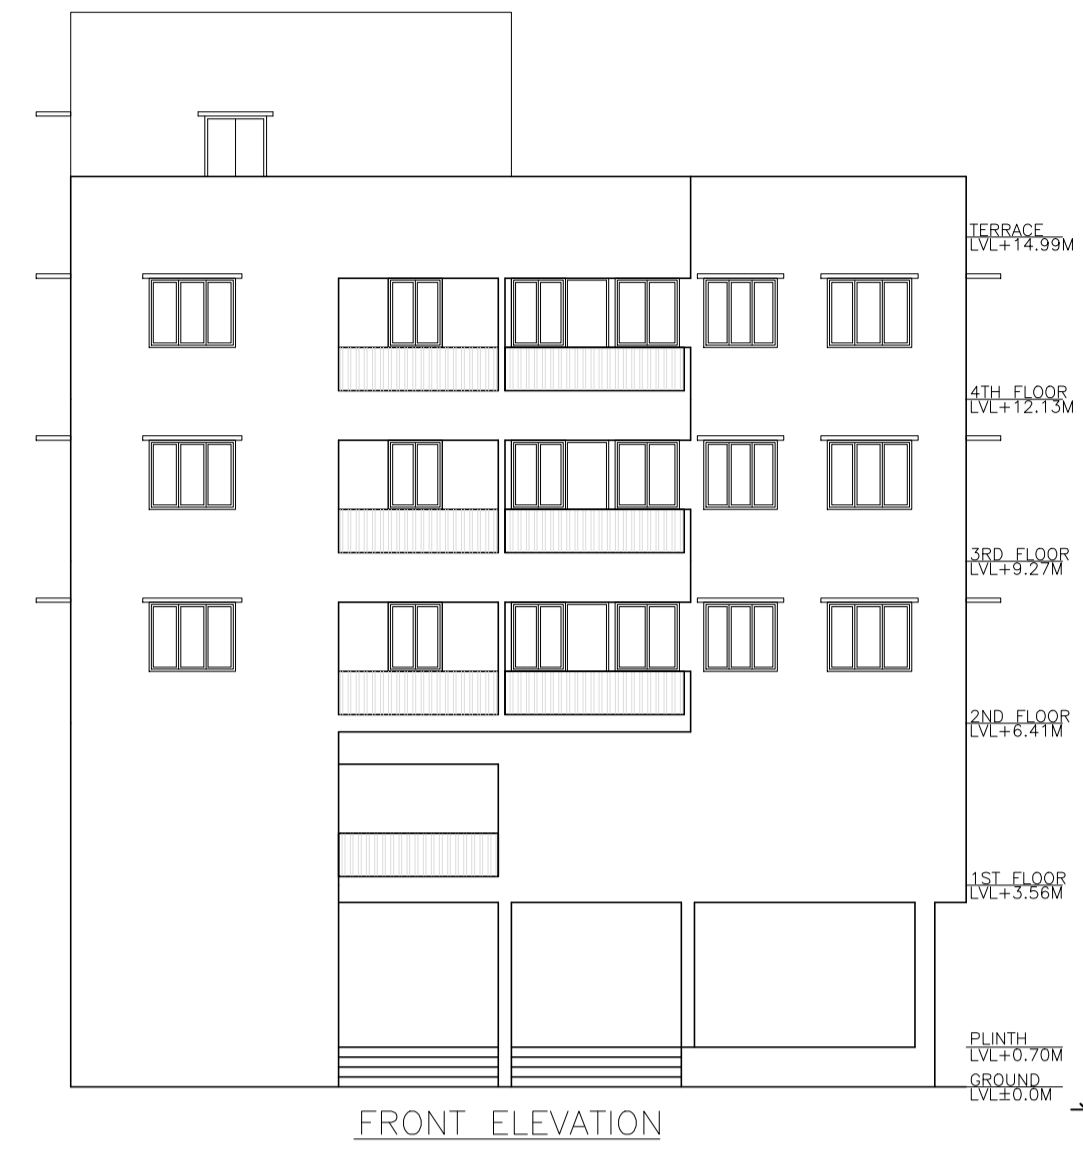 TERRACE
LVL+14.99M
4TH FLOOR
LVL+12.13M
3RD FLOOR
LVL+9.27M
2ND FLOOR
LVL+6.41M
1ST FLOOR
LVL+3.56M
PLINTH
LVL+0.70M
GROUND
LVL±0.0M
FRONT ELEVATION